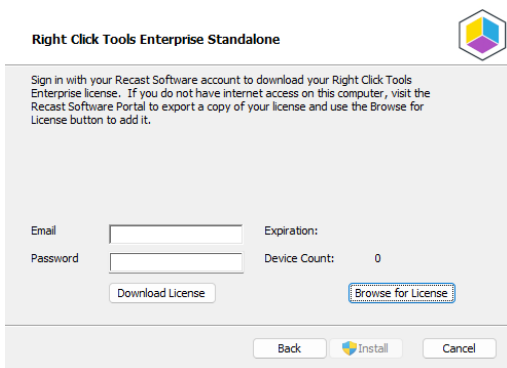 Right Click Tools Enterprise Standalone
Sign in with your Recast Software account to download your Right Click Tools
Enterprise license.  If you do not have internet access on this computer, visit the
Recast Software Portal to export a copy of your license and use the Browse for
License button to add it.
Email
Expiration:
Password
Device Count: 0
Download License
Browse for License
Back
Install
Cancel